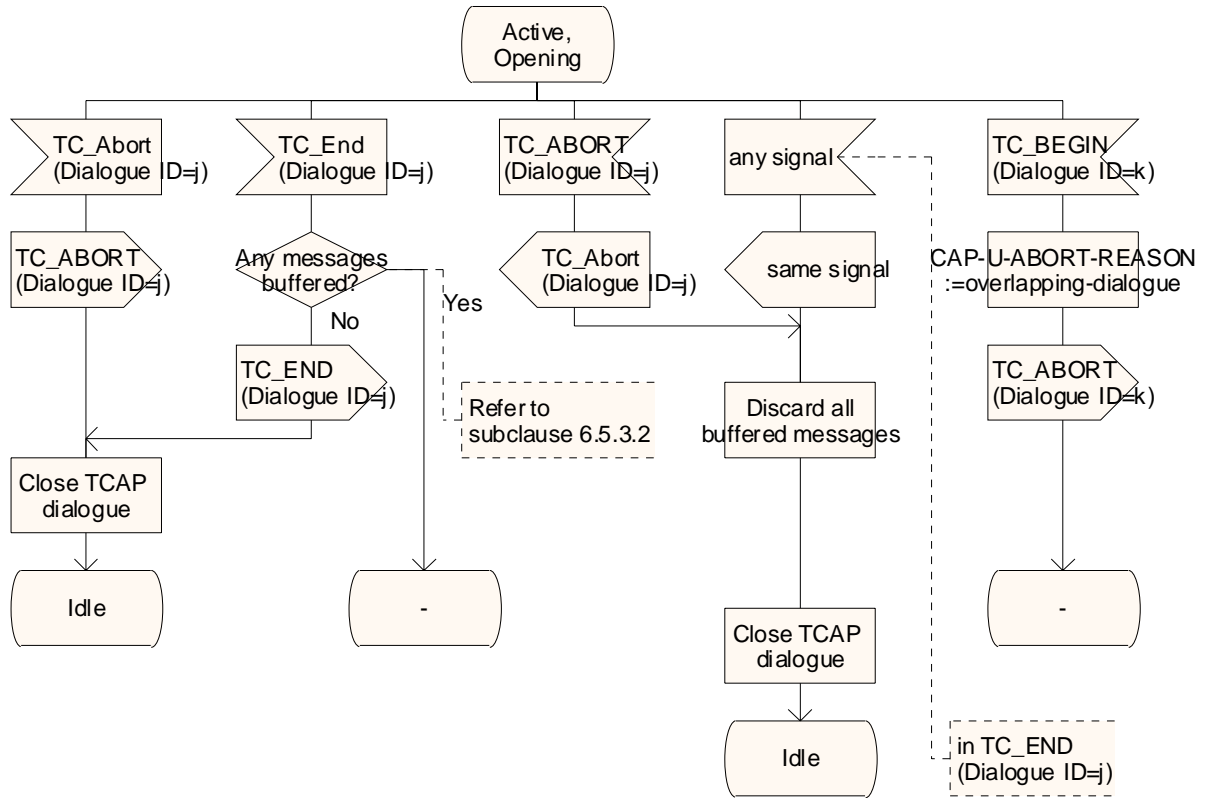 Active,
Opening
TC_Abort
(Dialogue ID=j)
TC_End
(Dialogue ID=j)
TC_ABORT
(Dialogue ID=j)
any signal
TC_BEGIN
(Dialogue ID=k)
TC_ABORT
(Dialogue ID=j)
Any messages
buffered?
TC_Abort
(Dialogue ID=j)
same signal
CAP-U-ABORT-REASON
:=overlapping-dialogue
Yes
No
TC_END
(Dialogue ID=j)
Refer to
subclause 6.5.3.2
Discard all
buffered messages
TC_ABORT
(Dialogue ID=k)
Close TCAP
dialogue
Idle
-
Close TCAP
dialogue
-
Idle
in TC_END
(Dialogue ID=j)